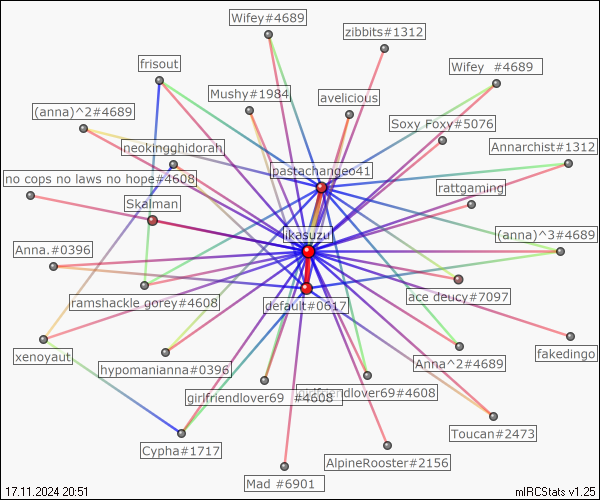 Wifey#4689
zibbits#1312
frisout
Wifey #4689
Mushy#1984
avelicious
(anna)^2#4689
Soxy Foxy#5076
neokingghidorah
Annarchist#1312
pastachangeo41
no cops no laws no hope#4608
rattgaming
Skalman
ikasuzu
(anna)^3#4689
Anna.#0396
ramshackle gorey#4608
default#0617
ace deucy#7097
xenoyaut
hypomanianna#0396
Anna^2#4689
fakedingo
girlfriendlover69 #4608
girlfriendlover69#4608
Toucan#2473
Cypha#1717
AlpineRooster#2156
Mad #6901
17.11.2024 20:51
mIRCStats v1.25